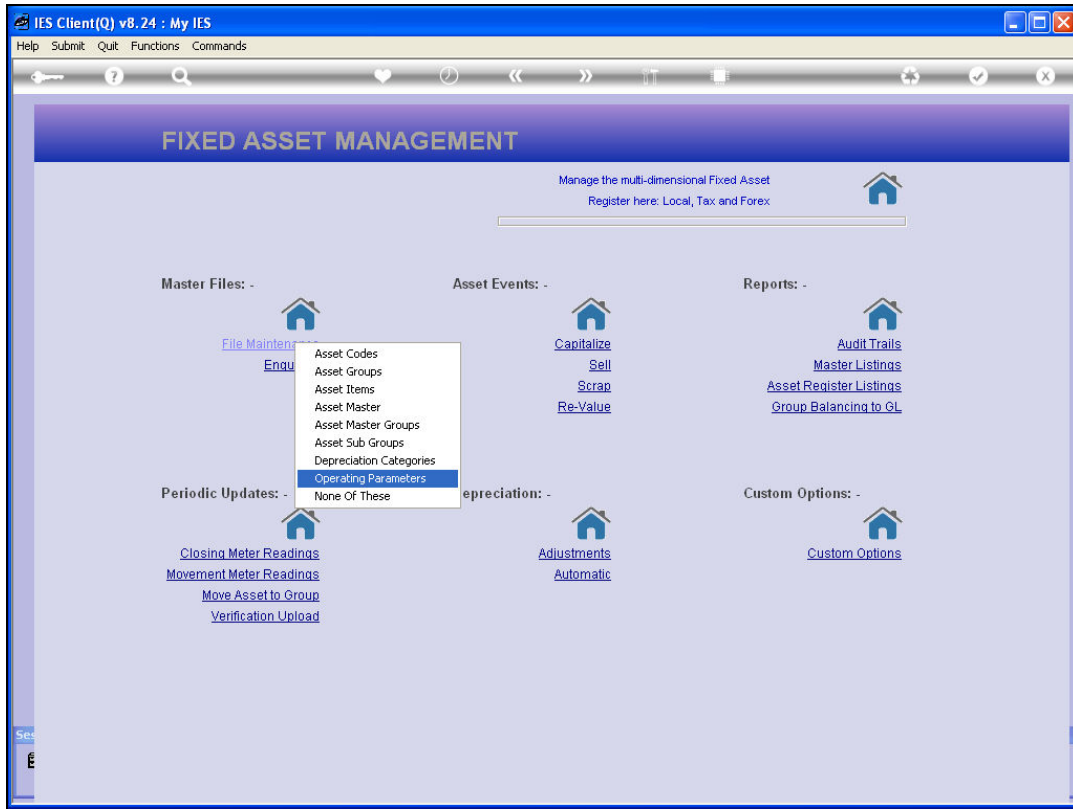 IES Client(Q) v8.24 : My IES
Help Submit Quit Functions Commands
FIXED ASSET MANAGEMENT
Manage the multi-dimensional Fixed Asset
Register here: Local, Tax and Forex
Master Files: -
File Maintenance
Enqu
Asset Codes
Asset Groups
Asset Items
Asset Master
Asset Master Groups
Asset Sub Groups
Depreciation Categories
Operating Parameters
None Of These
Asset Events: -
Capitalize
Sell
Scrap
Re-Value
Reports: -
Audit Trails
Master Listings
Asset Register Listings
Group Balancing to GL
Periodic Updates: -
Closing Meter Readings
Movement Meter Readings
Move Asset to Group
Verification Upload
epreciation: -
Adjustments
Automatic
Custom Options: -
Custom Options
Ses